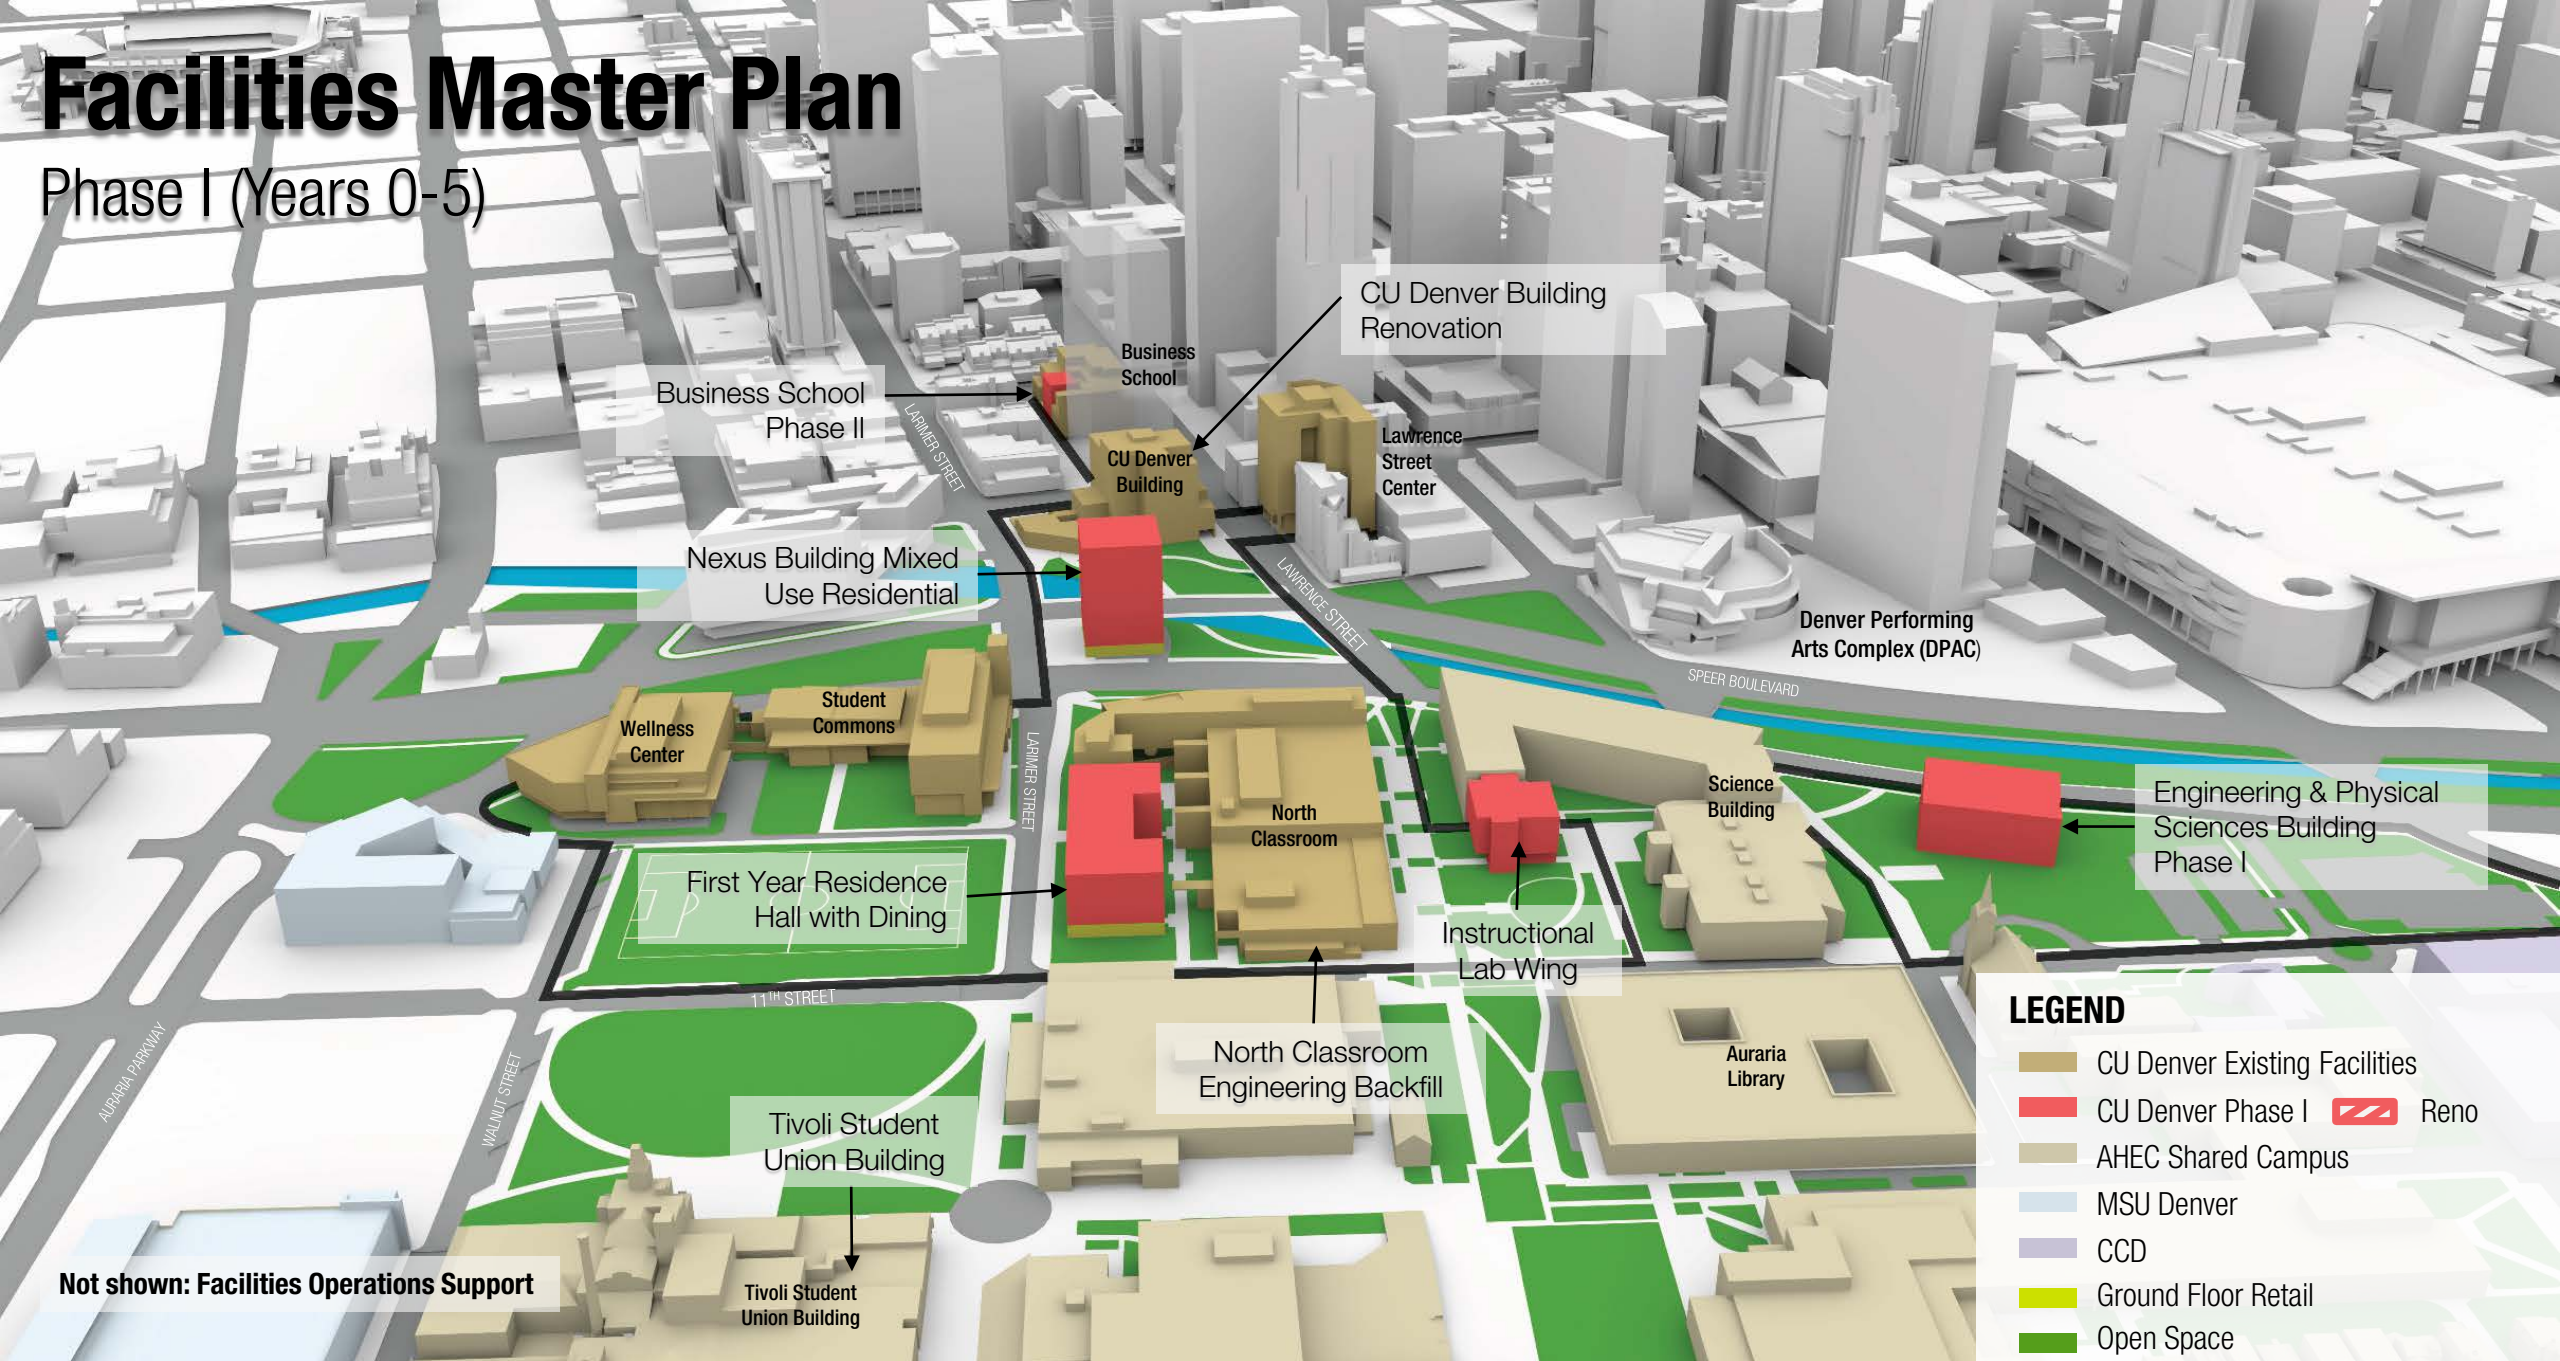 Facilities Master Plan
Phase I (Years 0-5)
CU Denver Building
Renovation
Business
School
Business School
Phase II
LARIMER STREET
Lawrence
Street
Center
CU Denver
Building
Nexus Building Mixed
Use Residential
LAWRENCE STREET
Denver Performing
Arts Complex (DPAC)
SPEER BOULEVARD
Student
Commons
Wellness
Center
LARIMER STREET
Science
Building
Engineering & Physical
Sciences Building
Phase I
North
Classroom
First Year Residence
Hall with Dining
Instructional
Lab Wing
11TH STREET
AURARIA PARKWAY
WALNUT STREET
North Classroom
Engineering Backfill
Auraria
Library
Tivoli Student
Union Building
Tivoli Student
Union Building
Not shown: Facilities Operations Support
LEGEND
CU Denver Existing Facilities
CU Denver Phase I Reno
AHEC Shared Campus
MSU Denver
CCD
Ground Floor Retail
Open Space